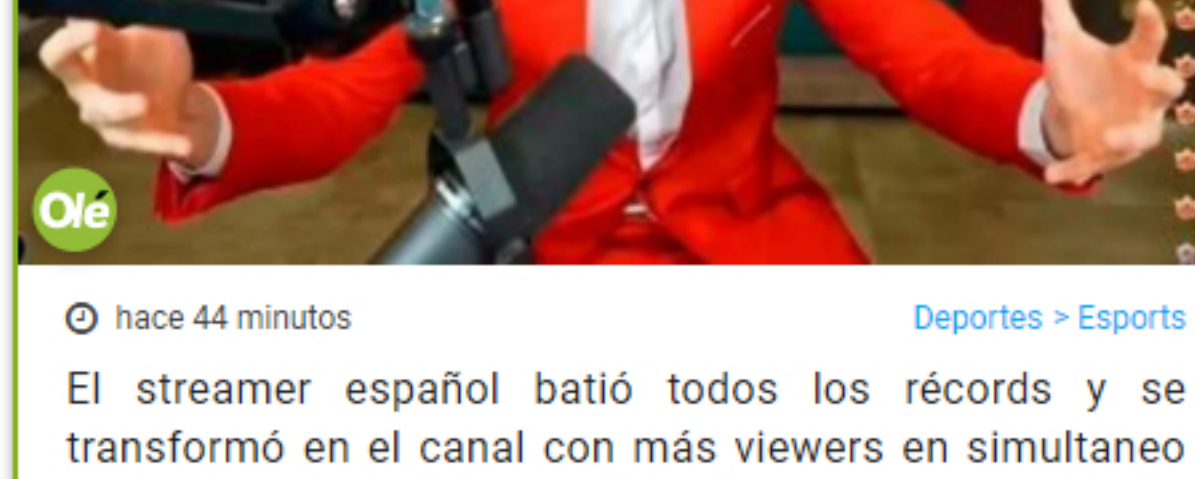 Olé
hace 44 minutos
Deportes > Esports
El streamer español batió todos los récords y se
transformó en el canal con más viewers en simultaneo